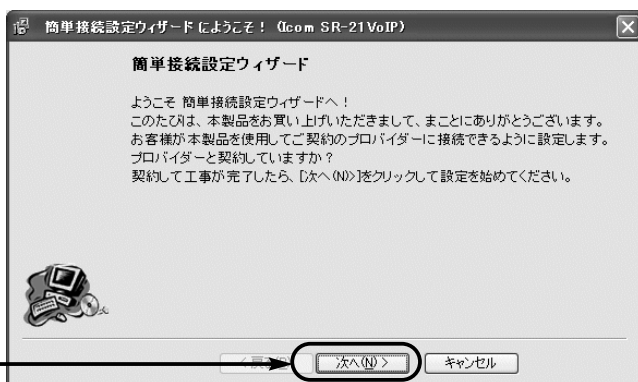 簡単接続設定ウィザード にようこそ！ (Icom SR-21VoIP)
簡単接続設定ウィザード
ようこそ 簡単接続設定ウィザードへ！
このたびは、本製品をお買い上げいただきまして、まことにありがとうございます。
お客様が本製品を使用してご契約のプロバイダーに接続できるように設定します。
プロバイダーと契約していますか？
契約して工事が完了したら、[次へ(N)>]をクリックして設定を始めてください。
< 戻る(B)
次へ(N) >
キャンセル